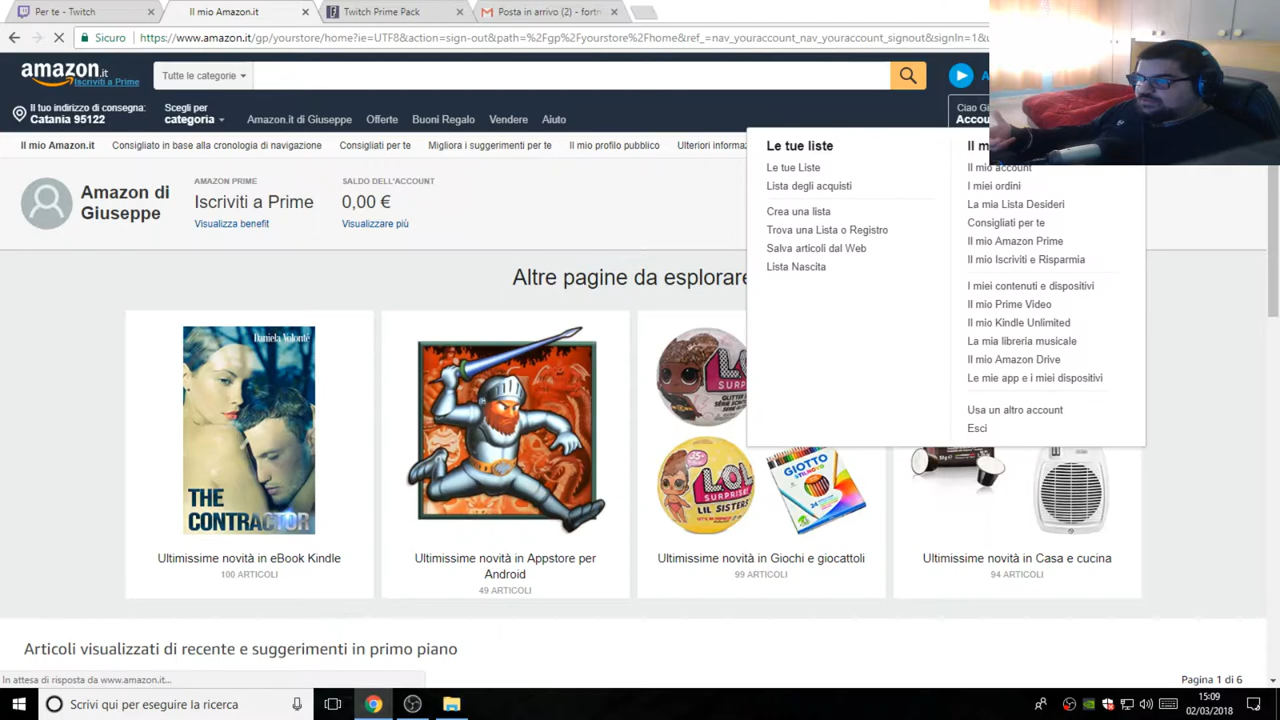 Per te - Twitch
Il mio Amazon.it
Twitch Prime Pack
Posta in arrivo (2) - fortn
Sicuro
https://www.amazon.it/gp/yourstore/home?ie=UTF8&action=sign-out&path=%2Fgp%2Fyourstore%2Fhome&ref_=nav_youraccount_nav_youraccount_signout&signIn=1&u
amazon.it
Iscriviti a Prime
Tutte le categorie
Il tuo indirizzo di consegna:
Catania 95122
Scegli per
categoria
Amazon.it di Giuseppe
Offerte
Buoni Regalo
Vendere
Aiuto
Ciao Gi
Accou
Il mio Amazon.it
Consigliato in base alla cronologia di navigazione
Consigliati per te
Migliora i suggerimenti per te
Il mio profilo pubblico
Ulteriori informaz
Amazon di
Giuseppe
AMAZON PRIME
Iscriviti a Prime
Visualizza benefit
SALDO DELL'ACCOUNT
0,00 €
Visualizzare più
Le tue liste
Le tue Liste
Lista degli acquisti
Crea una lista
Trova una Lista o Registro
Salva articoli dal Web
Lista Nascita
Il m
Il mio account
I miei ordini
La mia Lista Desideri
Consigliati per te
Il mio Amazon Prime
Il mio Iscriviti e Risparmia
I miei contenuti e dispositivi
Il mio Prime Video
Il mio Kindle Unlimited
La mia libreria musicale
Il mio Amazon Drive
Le mie app e i miei dispositivi
Usa un altro account
Esci
Altre pagine da esplorare
Daniela Volonté
THE
CONTRACTOR
L.O.L.
SURPRISE
L.O.L.
SURPRISE
LIL SISTERS
GIOTTO
Ultimissime novità in eBook Kindle
100 ARTICOLI
Ultimissime novità in Appstore per
Android
49 ARTICOLI
Ultimissime novità in Giochi e giocattoli
99 ARTICOLI
Ultimissime novità in Casa e cucina
94 ARTICOLI
Articoli visualizzati di recente e suggerimenti in primo piano
Pagina 1 di 6
In attesa di risposta da www.amazon.it...
Scrivi qui per eseguire la ricerca
15:09
02/03/2018